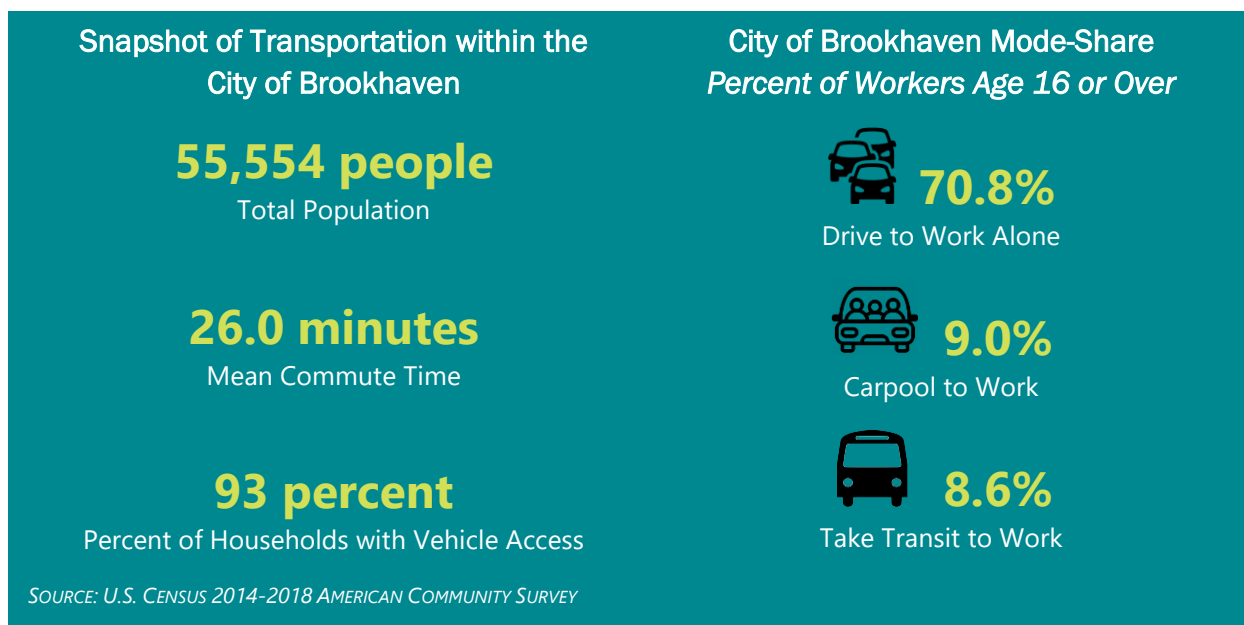 Snapshot of Transportation within the
City of Brookhaven
55,554 people
Total Population
26.0 minutes
Mean Commute Time
93 percent
Percent of Households with Vehicle Access
SOURCE: U.S. CENSUS 2014-2018 AMERICAN COMMUNITY SURVEY
City of Brookhaven Mode-Share
Percent of Workers Age 16 or Over
70.8%
Drive to Work Alone
9.0%
Carpool to Work
8.6%
Take Transit to Work